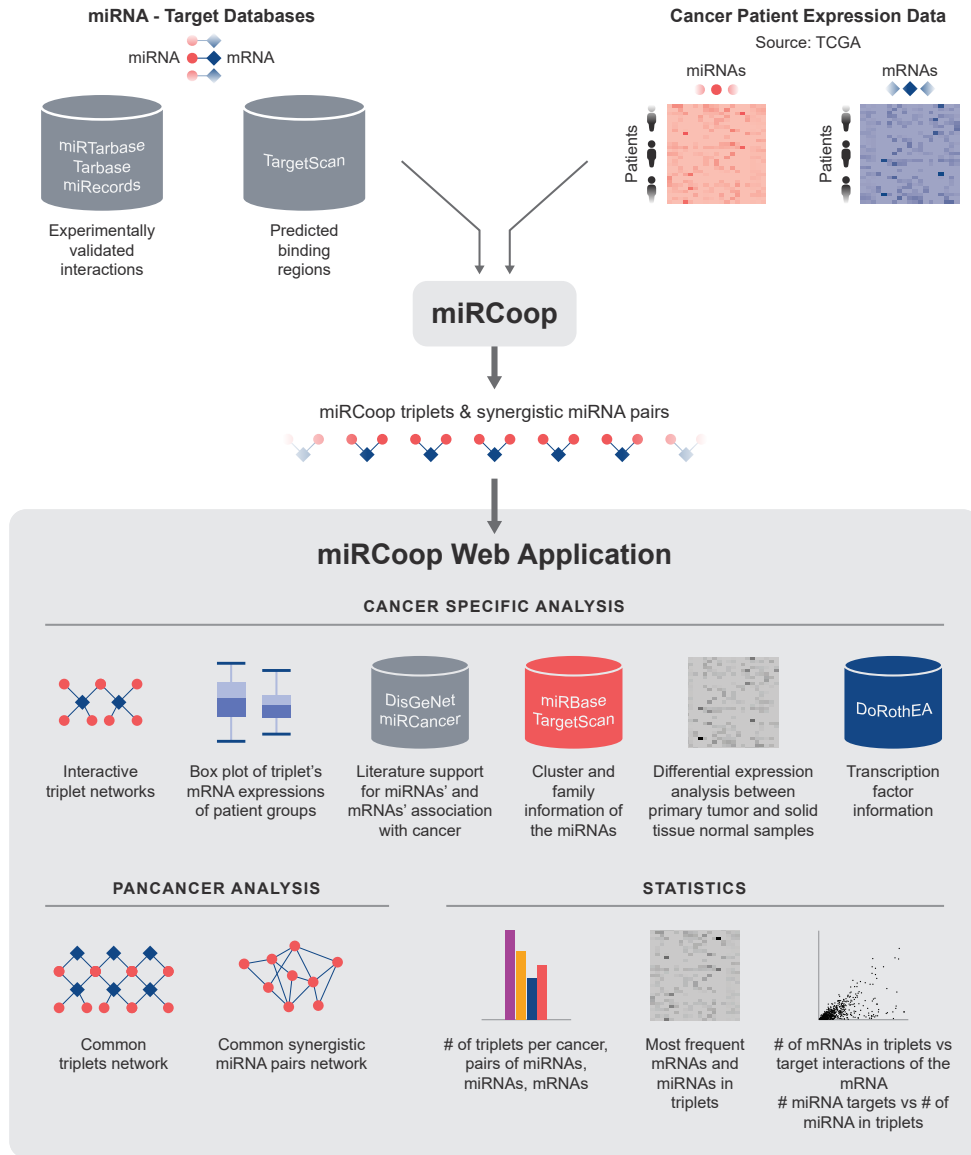 miRNA - Target Databases
miRNA
mRNA
miRTarbase
Tarbase
miRecords
TargetScan
Experimentally
validated
interactions
Predicted
binding
regions
Cancer Patient Expression Data
Source: TCGA
miRNAs
mRNAs
Patients
Patients
miRCoop
miRCoop triplets & synergistic miRNA pairs
miRCoop Web Application
CANCER SPECIFIC ANALYSIS
DisGeNet
miRCancer
miRBase
TargetScan
DoRothEA
Interactive
triplet networks
Box plot of triplet's
mRNA expressions
of patient groups
Literature support
for miRNAs' and
mRNAs' association
with cancer
Cluster and
family
information of
the miRNAs
Differential expression
analysis between
primary tumor and solid
tissue normal samples
Transcription
factor
information
PANCANCER ANALYSIS
Common
triplets network
Common synergistic
miRNA pairs network
STATISTICS
# of triplets per cancer,
pairs of miRNAs,
miRNAs, mRNAs
Most frequent
mRNAs and
miRNAs in
triplets
# of mRNAs in triplets vs
target interactions of the
mRNA
# miRNA targets vs # of
miRNA in triplets